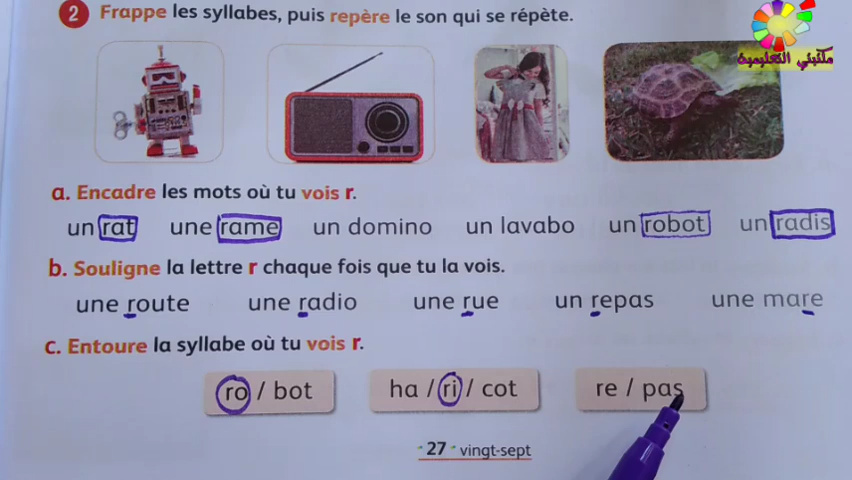 مكتبتي التعليمية
2 Frappe les syllabes, puis repère le son qui se répète.
a. Encadre les mots où tu vois r.
un rat une rame un domino un lavabo un robot un radis
b. Souligne la lettre r chaque fois que tu la vois.
une route une radio une rue un repas une mare
c. Entoure la syllabe où tu vois r.
ro / bot ha / ri / cot re / pas
27 vingt-sept